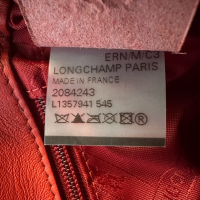 ERN/M/C3
LONGCHAMP PARIS
MADE IN FRANCE
2084243
L1357941 545